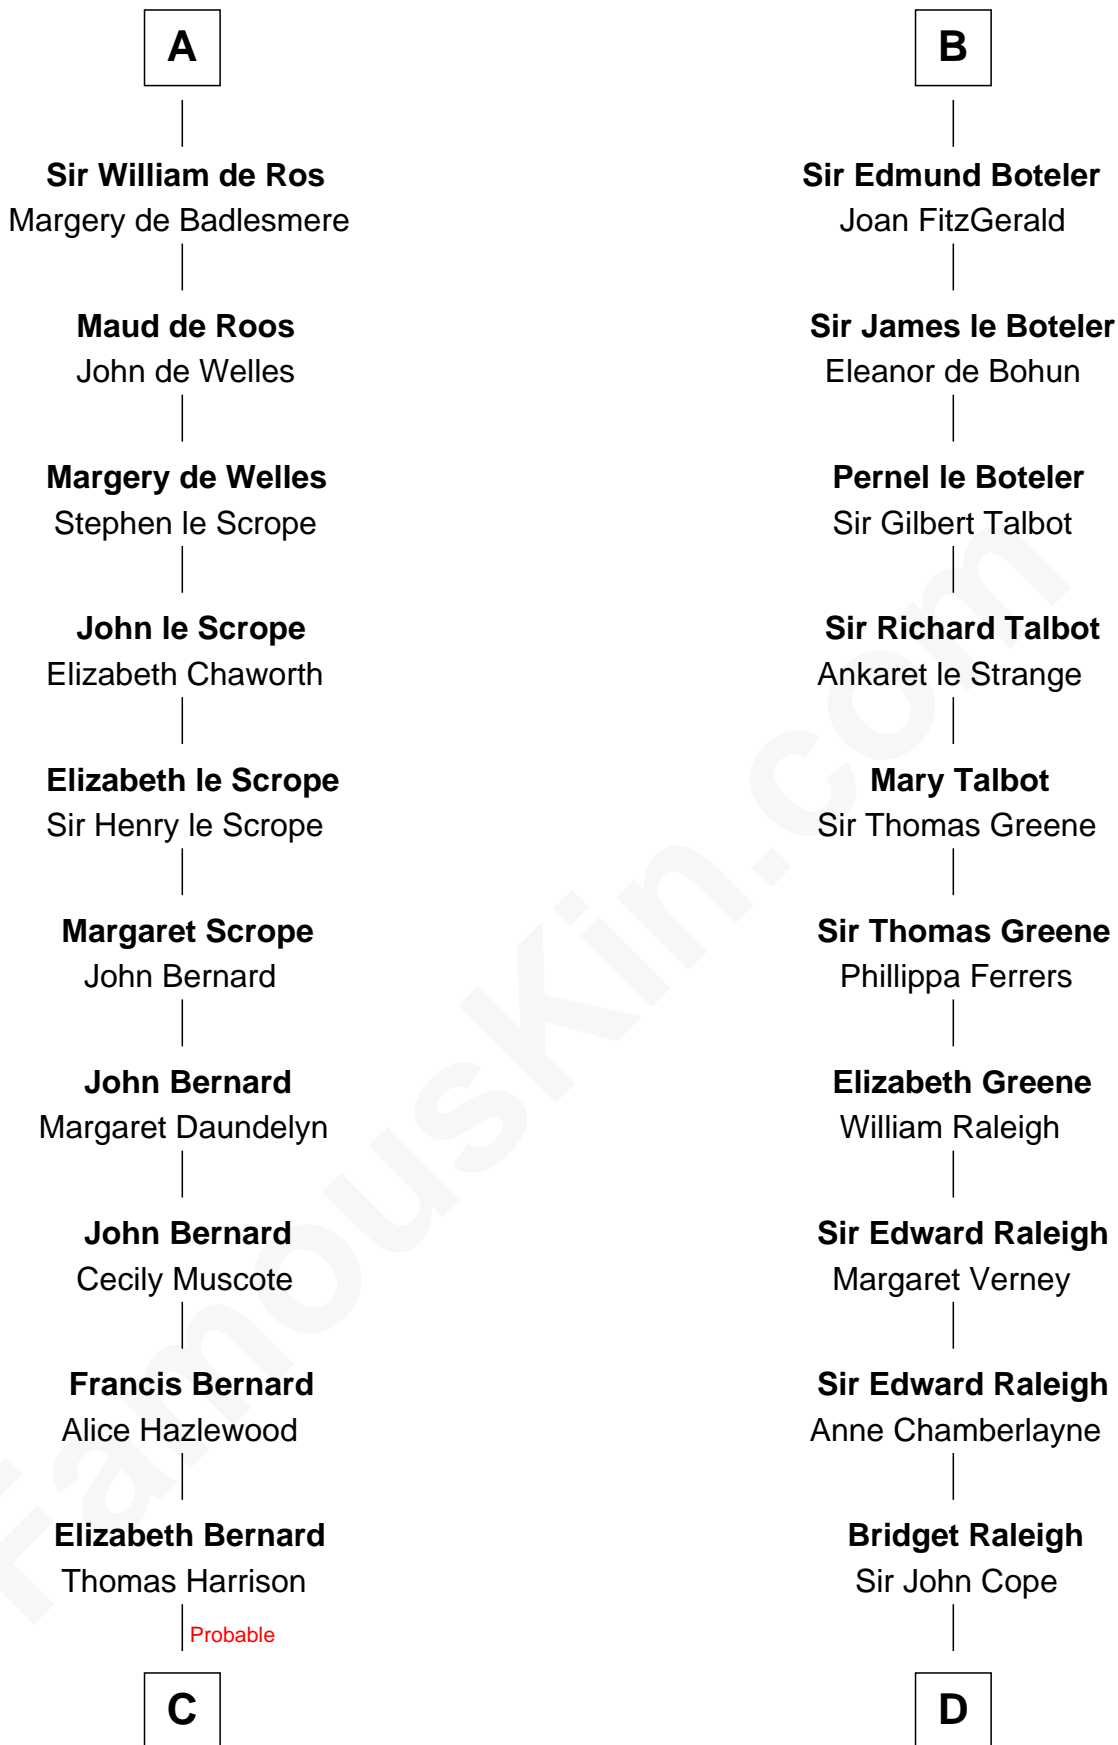 A
Sir William de Ros
Margery de Badlesmere
Maud de Roos
John de Welles
Margery de Welles
Stephen le Scrope
John le Scrope
Elizabeth Chaworth
Elizabeth le Scrope
Sir Henry le Scrope
Margaret Scrope
John Bernard
John Bernard
Margaret Daundelyn
John Bernard
Cecily Muscote
Francis Bernard
Alice Hazlewood
Elizabeth Bernard
Thomas Harrison
Probable
C
B
Sir Edmund Boteler
Joan FitzGerald
Sir James le Boteler
Eleanor de Bohun
Pernel le Boteler
Sir Gilbert Talbot
Sir Richard Talbot
Ankaret le Strange
Mary Talbot
Sir Thomas Greene
Sir Thomas Greene
Phillippa Ferrers
Elizabeth Greene
William Raleigh
Sir Edward Raleigh
Margaret Verney
Sir Edward Raleigh
Anne Chamberlayne
Bridget Raleigh
Sir John Cope
D
FamousKin.com